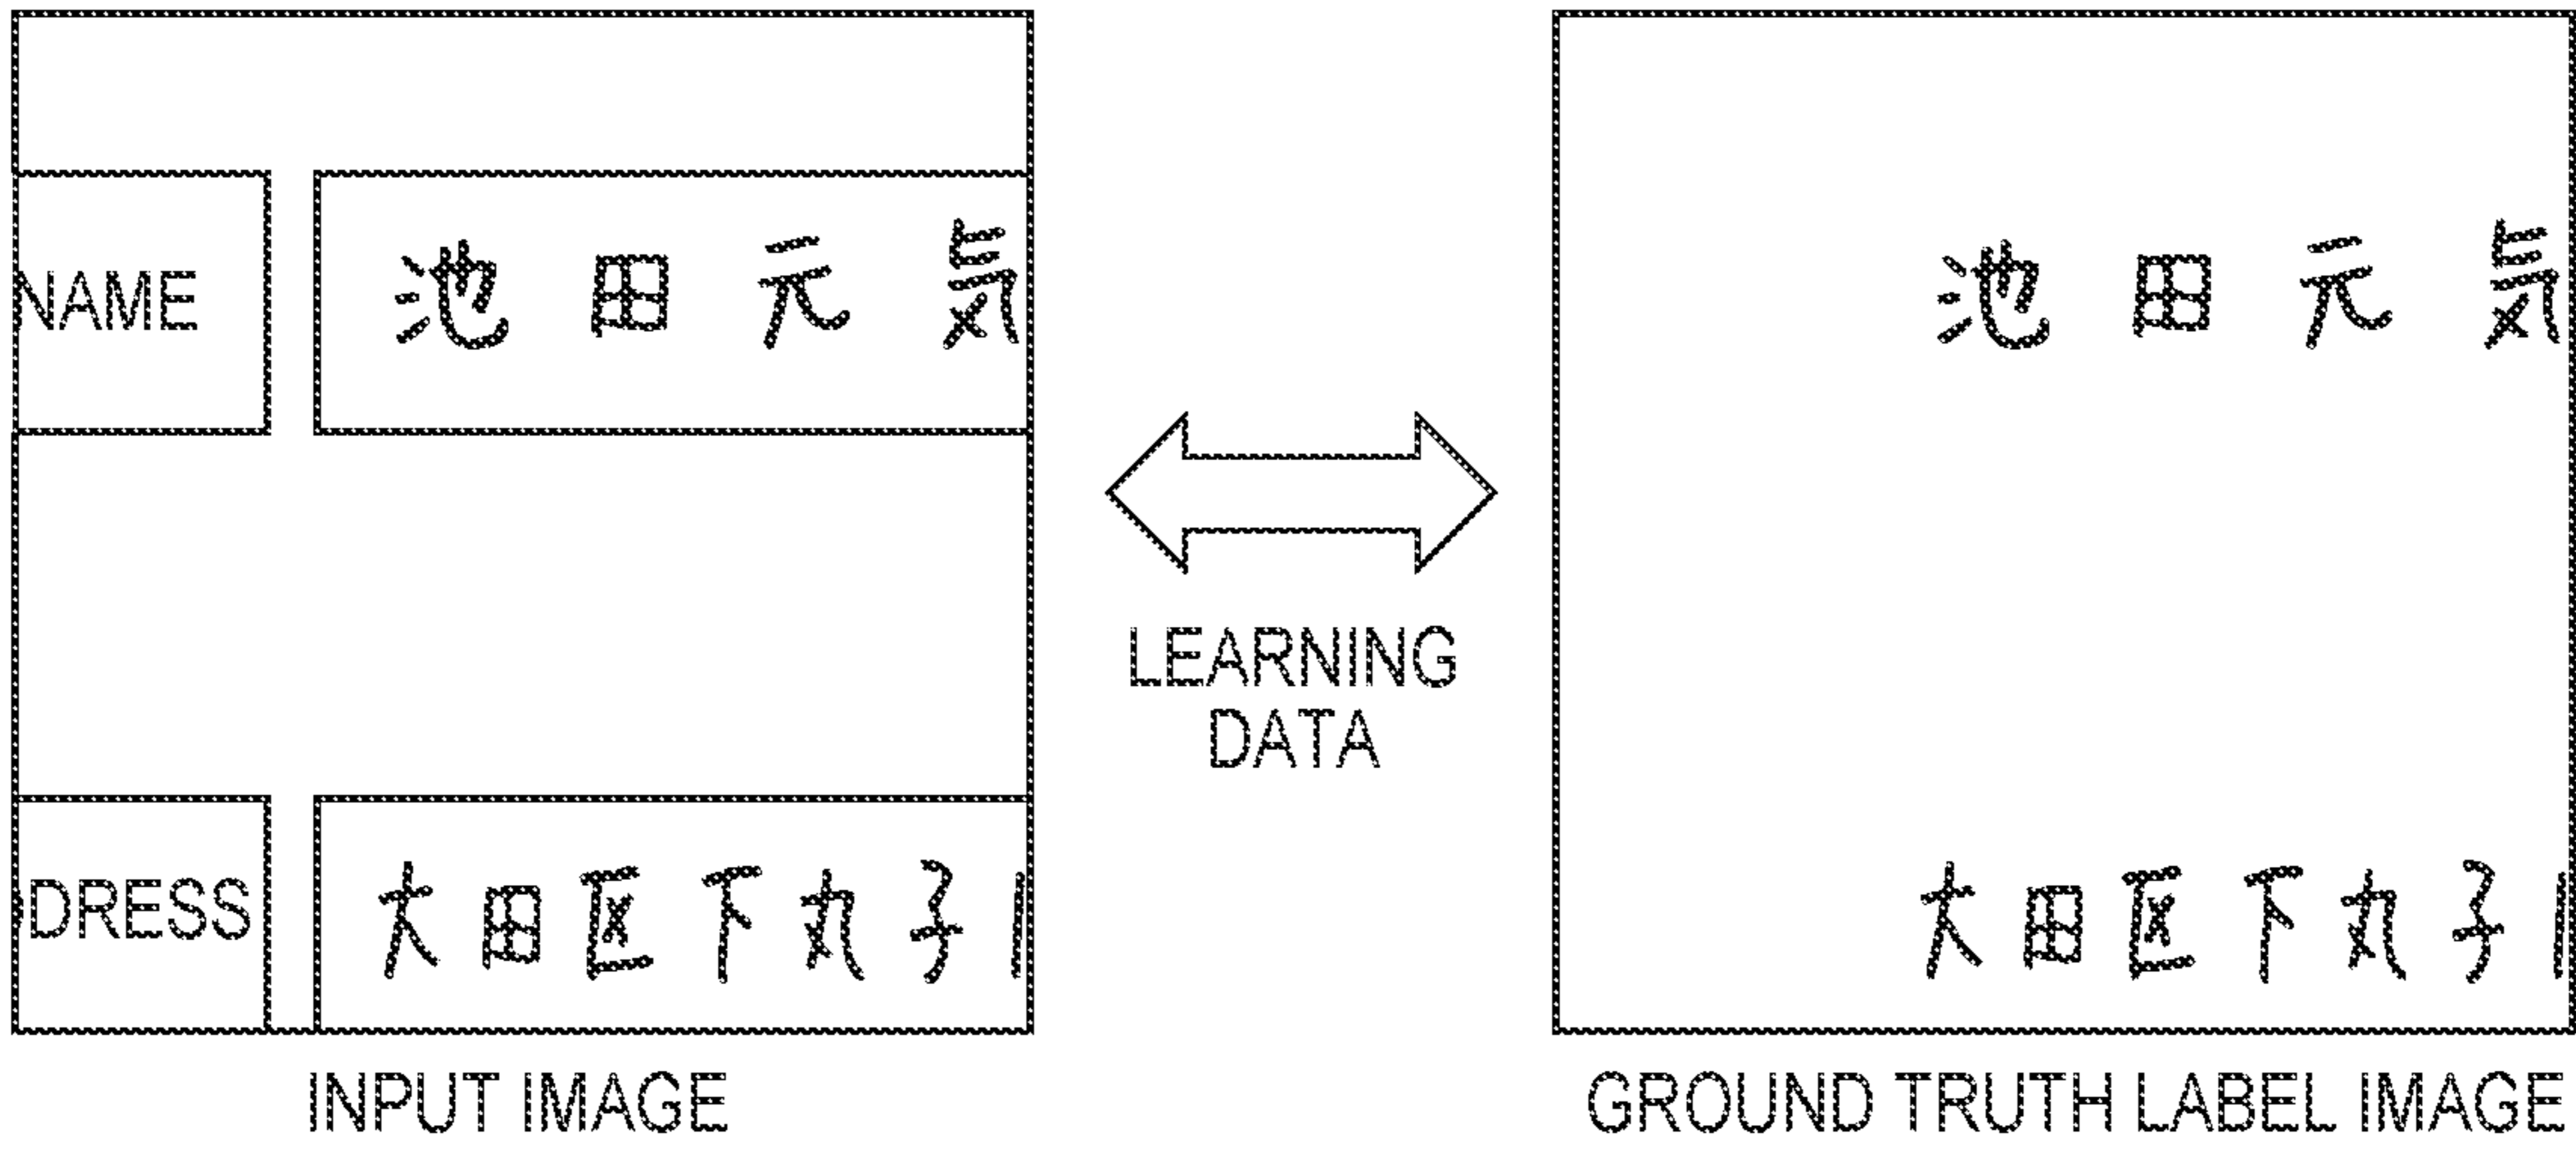 NAME 池田元気
DRESS 大田区下丸子
INPUT IMAGE
LEARNING
DATA
池田元気
大田区下丸子
GROUND TRUTH LABEL IMAGE